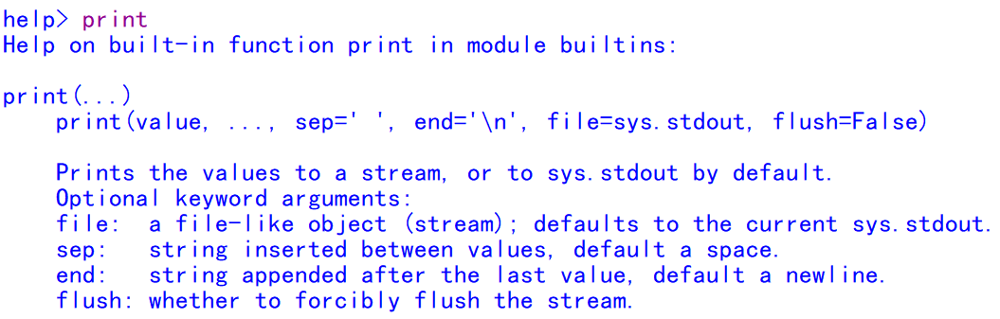 help> print
Help on built-in function print in module builtins:

print(...)
    print(value, ..., sep=' ', end='\n', file=sys.stdout, flush=False)

    Prints the values to a stream, or to sys.stdout by default.
    Optional keyword arguments:
    file:  a file-like object (stream); defaults to the current sys.stdout.
    sep:   string inserted between values, default a space.
    end:   string appended after the last value, default a newline.
    flush: whether to forcibly flush the stream.